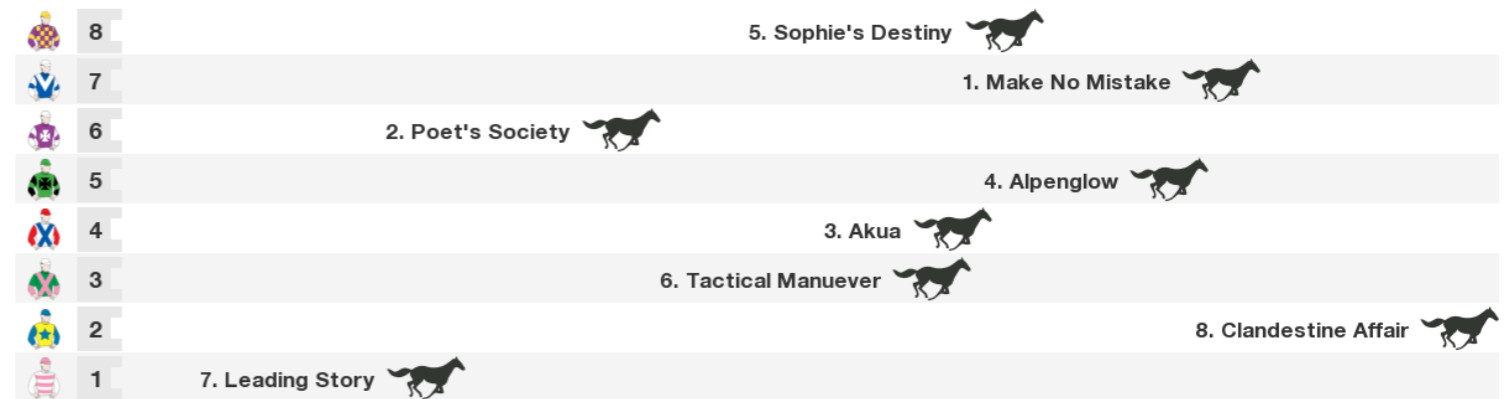 8 5. Sophie's Destiny
7 1. Make No Mistake
6 2. Poet's Society
5 4. Alpenglow
4 3. Akua
3 6. Tactical Manuever
2 8. Clandestine Affair
1 7. Leading Story